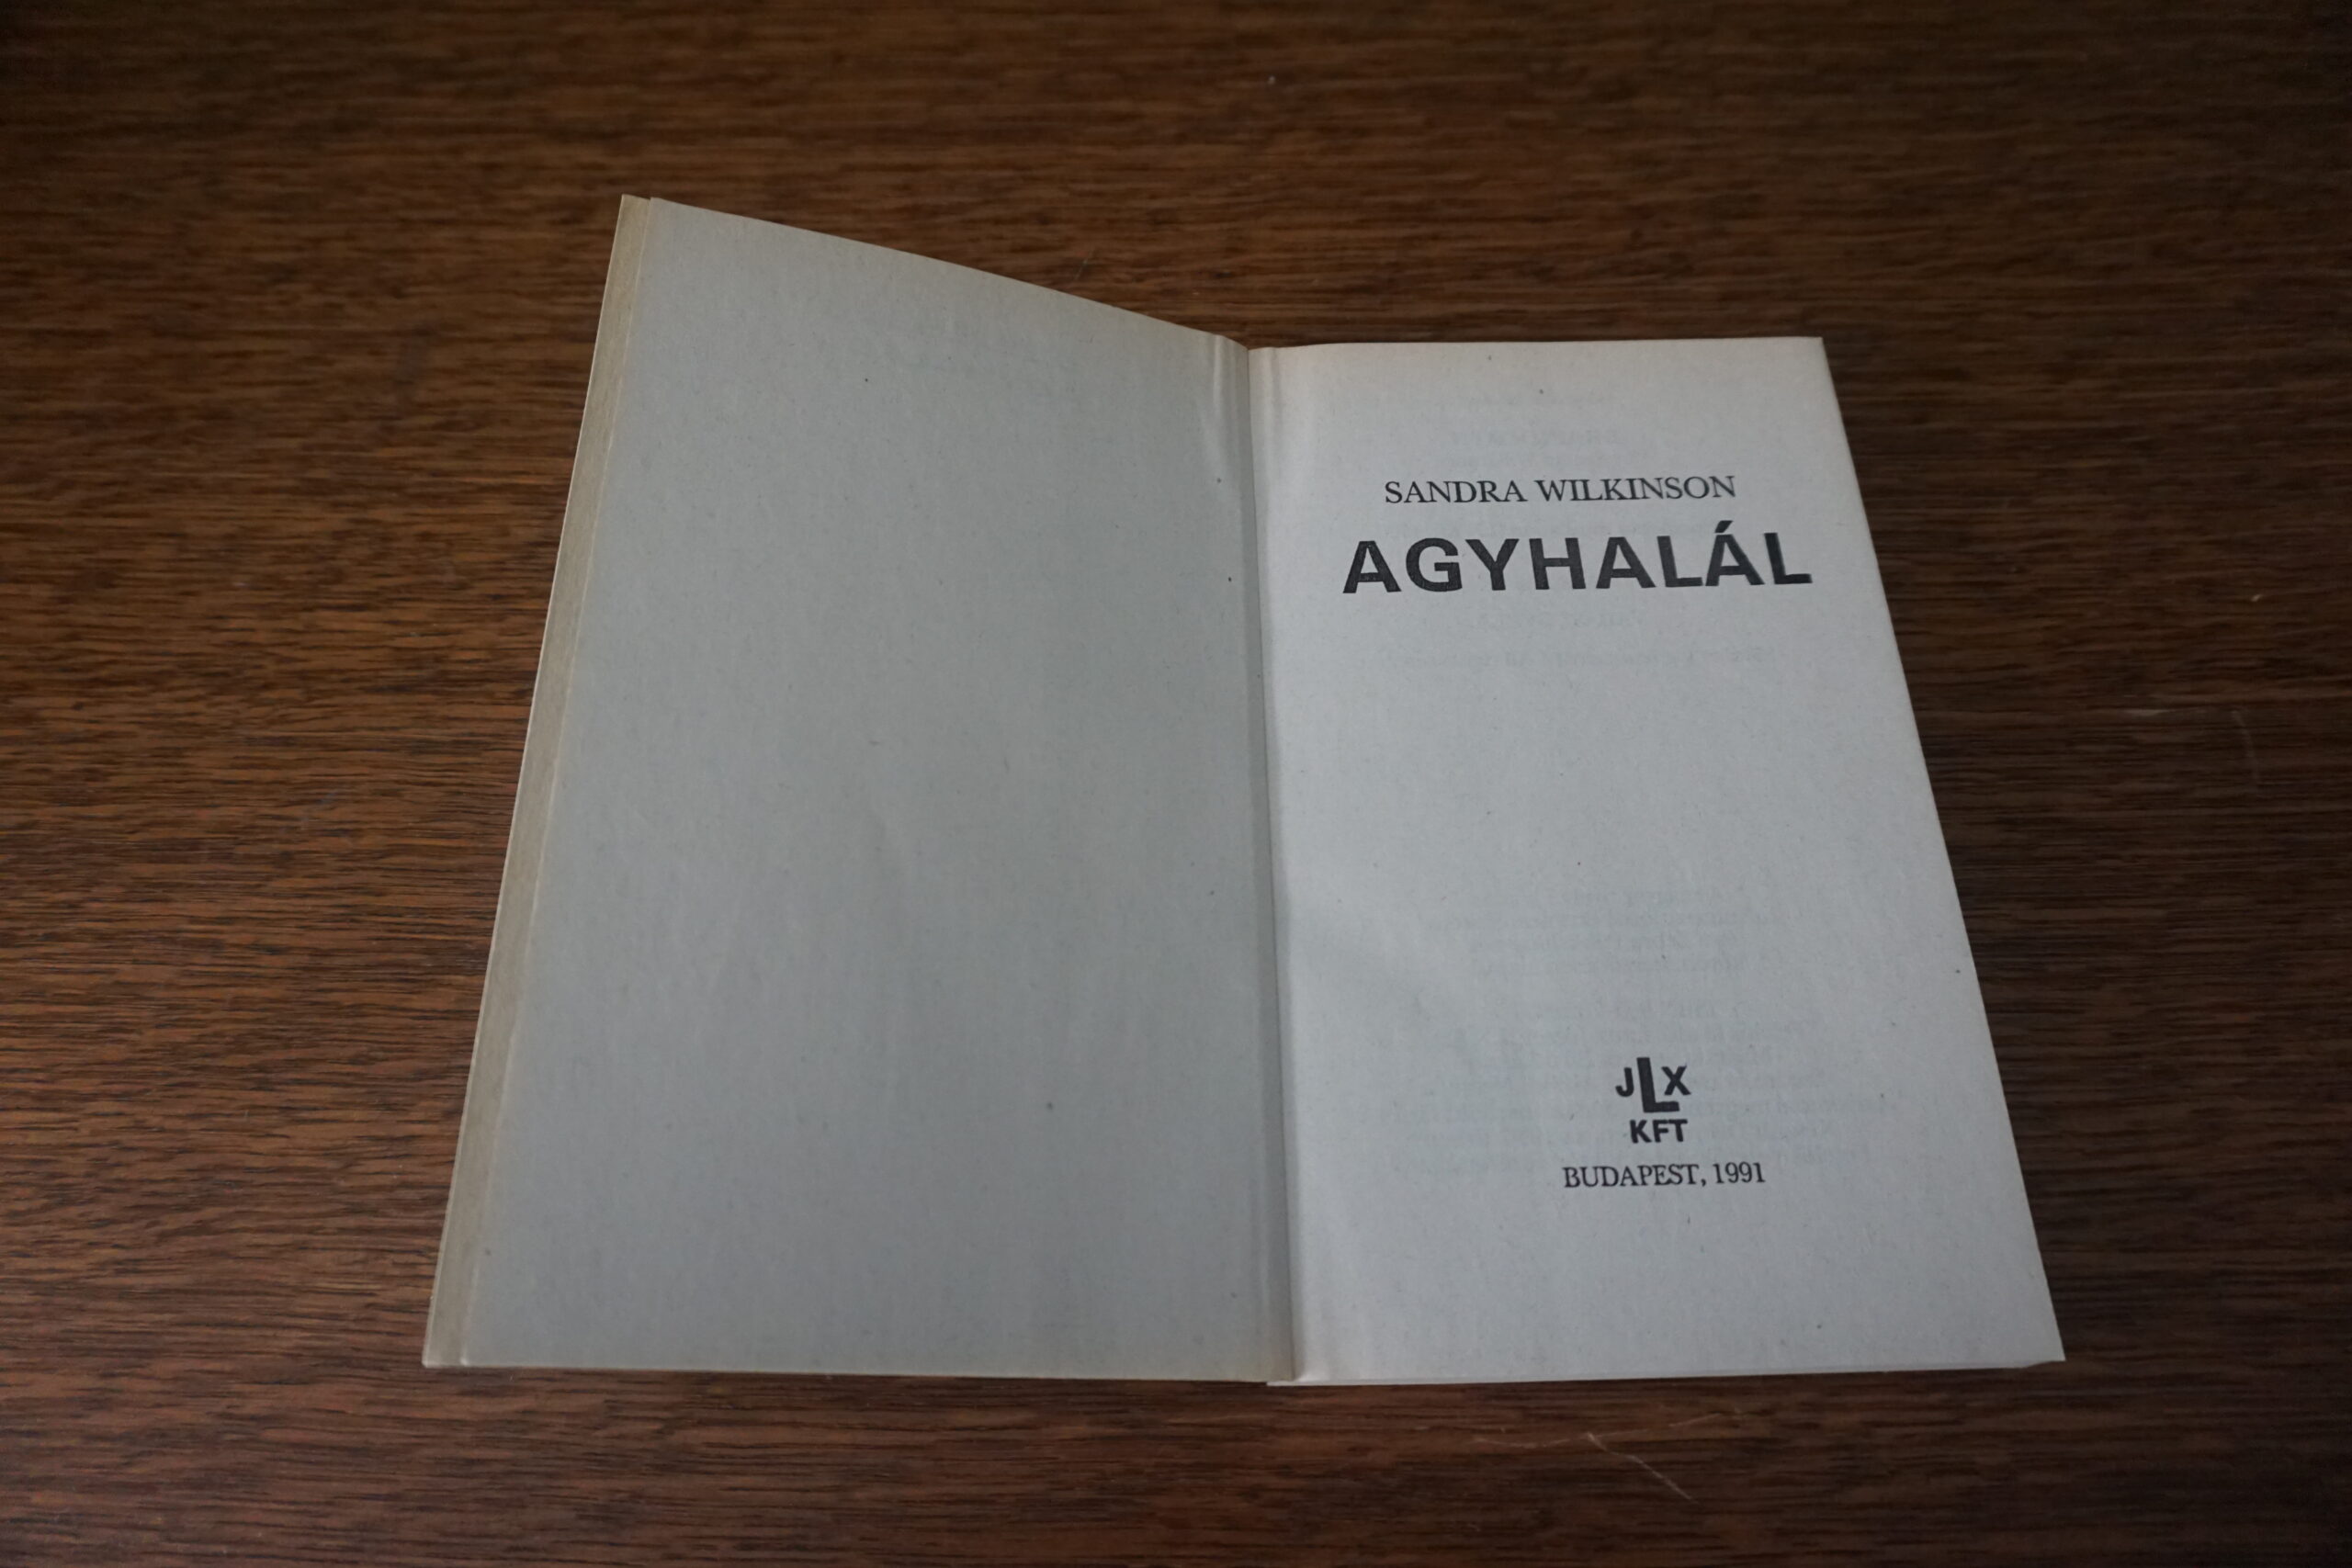 SANDRA WILKINSON
AGYHALÁL
JLX
KFT
BUDAPEST, 1991